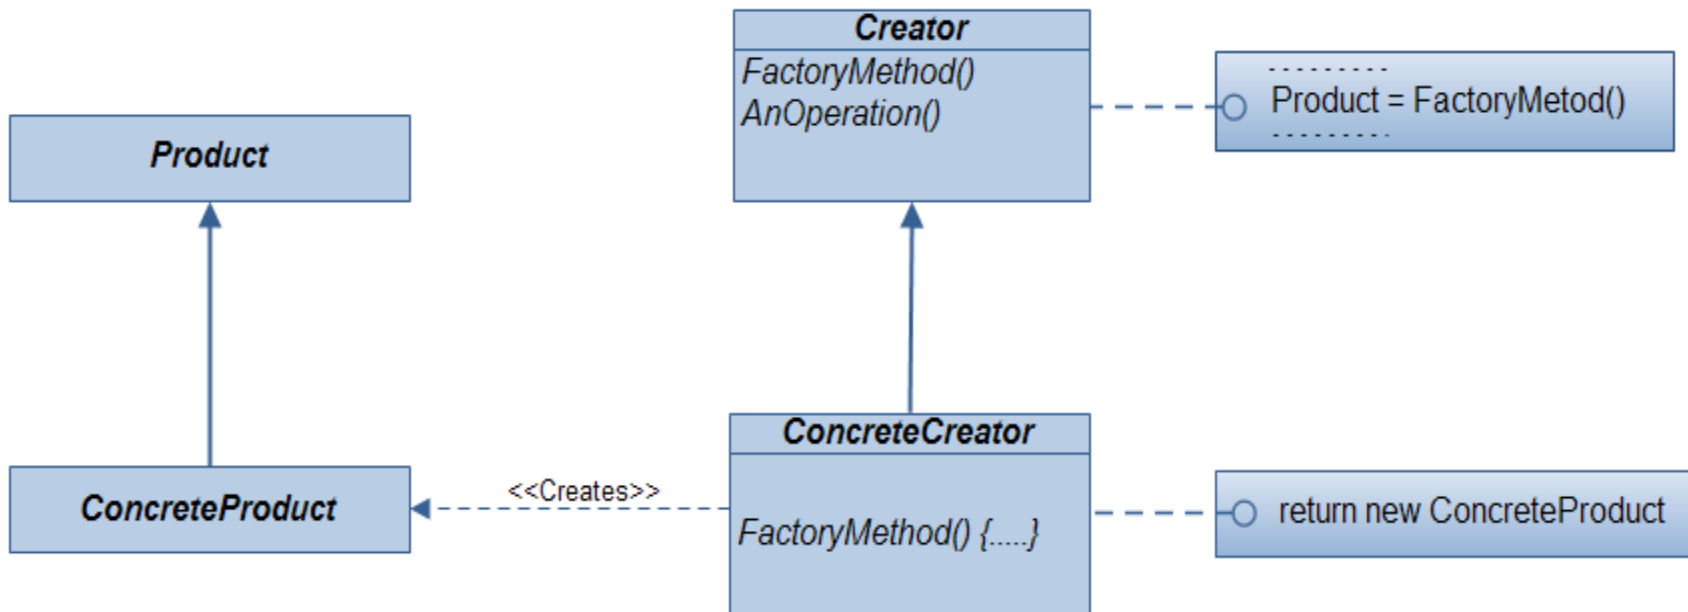 Creator
FactoryMethod()
AnOperation()
Product = FactoryMetod()
Product
ConcreteCreator
FactoryMethod() {.....}
<<Creates>>
ConcreteProduct
return new ConcreteProduct